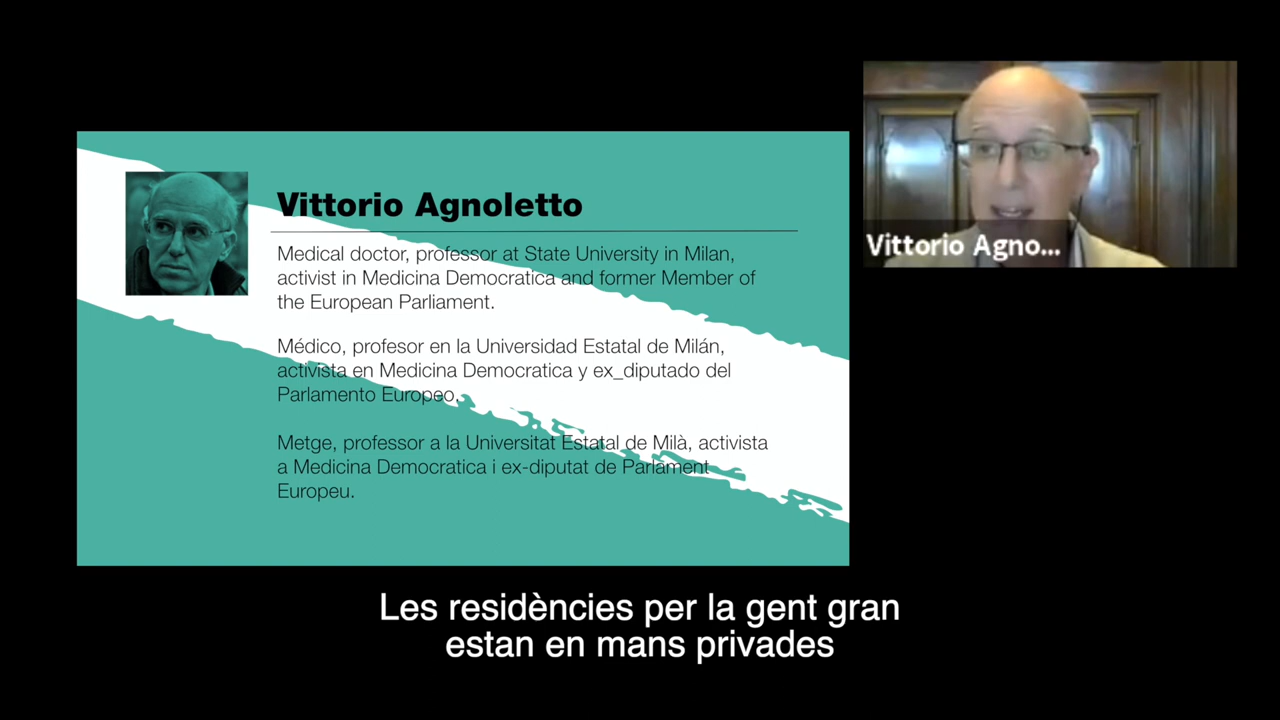 Vittorio Agnoletto
Medical doctor, professor at State University in Milan,
activist in Medicina Democratica and former Member of
the European Parliament.
Médico, profesor en la Universidad Estatal de Milán,
activista en Medicina Democratica y ex_diputado del
Parlamento Europeo.
Metge, professor a la Universitat Estatal de Milà, activista
a Medicina Democratica i ex-diputat de Parlament
Europeu.
Vittorio Agno...
Les residències per la gent gran
estan en mans privades